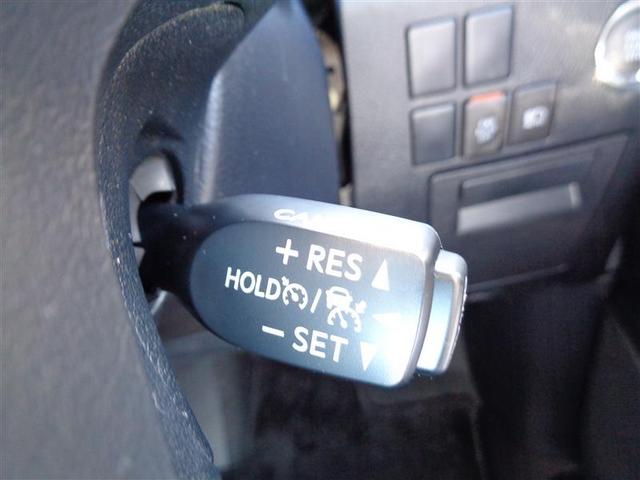 + RES ▲
HOLD / ◀
− SET ▼